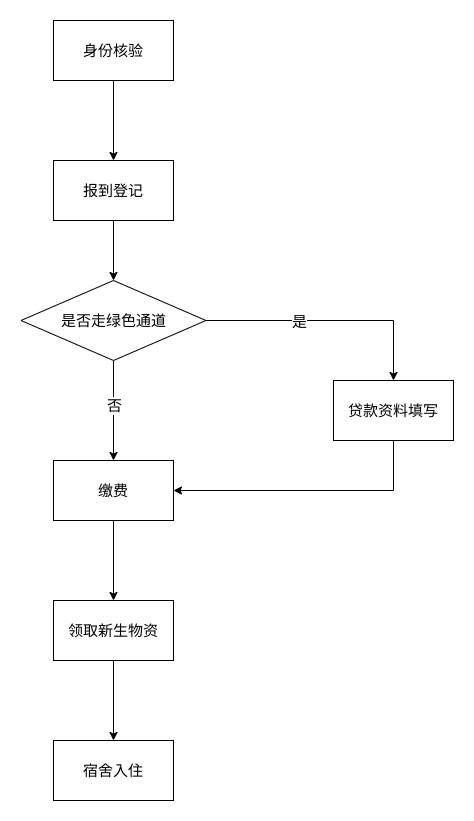 身份核验
报到登记
是否走绿色通道
是
贷款资料填写
否
缴费
领取新生物资
宿舍入住